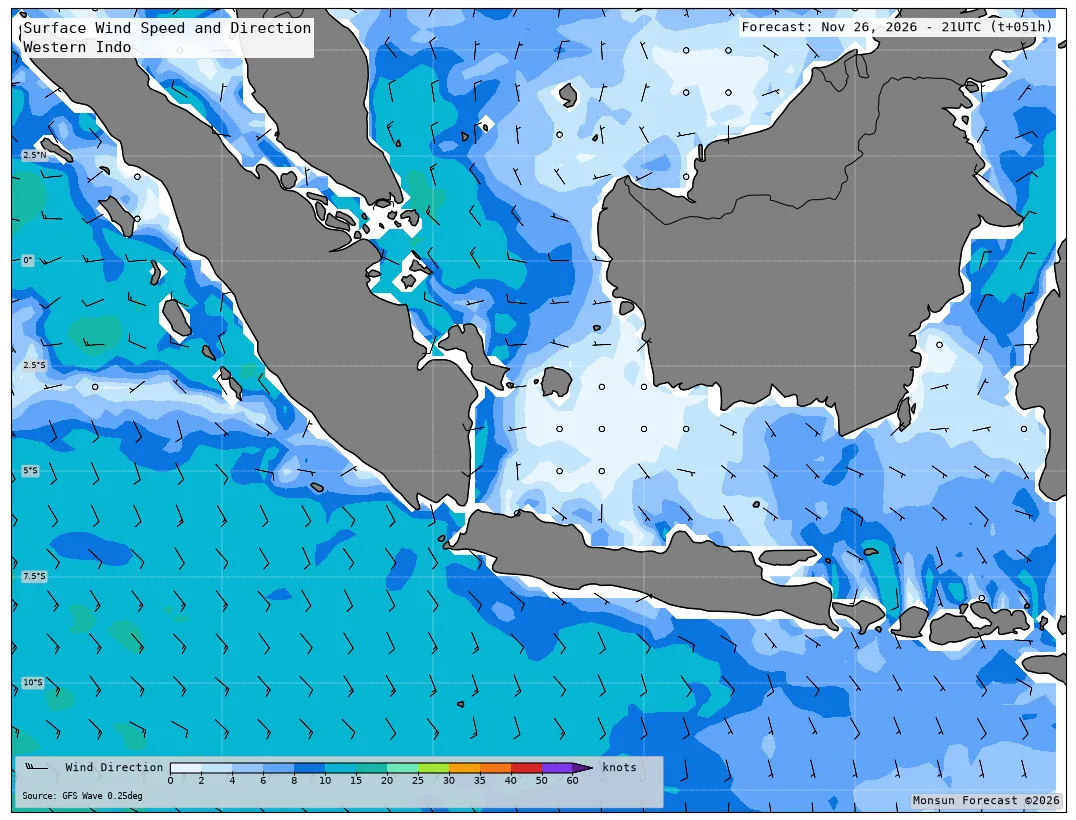 Surface Wind Speed and Direction
Western Indo
Forecast: Nov 26, 2026 - 21UTC (t+051h)
2.5°N
0°
2.5°S
5°S
7.5°S
10°S
Wind Direction
0 2 4 6 8 10 15 20 25 30 35 40 50 60
knots
Source: GFS Wave 0.25deg
Monsun Forecast ©2026